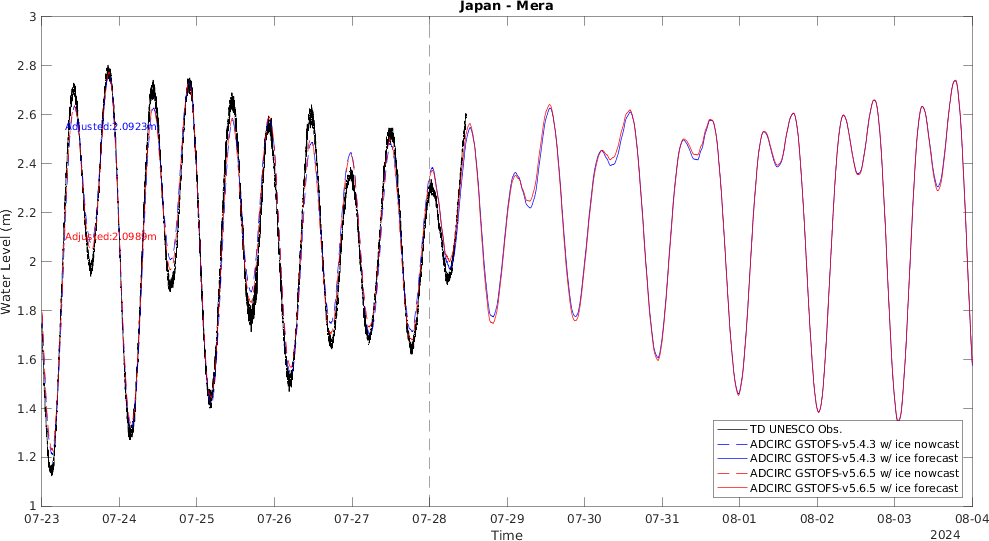 Japan - Mera
3
2.8
2.6
2.4
2.2
2
1.8
1.6
1.4
1.2
1
Water Level (m)
Adjusted:2.0923m
Adjusted:2.0989m
TD UNESCO Obs.
ADCIRC GSTOFS-v5.4.3 w/ ice nowcast
ADCIRC GSTOFS-v5.4.3 w/ ice forecast
ADCIRC GSTOFS-v5.6.5 w/ ice nowcast
ADCIRC GSTOFS-v5.6.5 w/ ice forecast
07-23 07-24 07-25 07-26 07-27 07-28 07-29 07-30 07-31 08-01 08-02 08-03 08-04
Time
2024